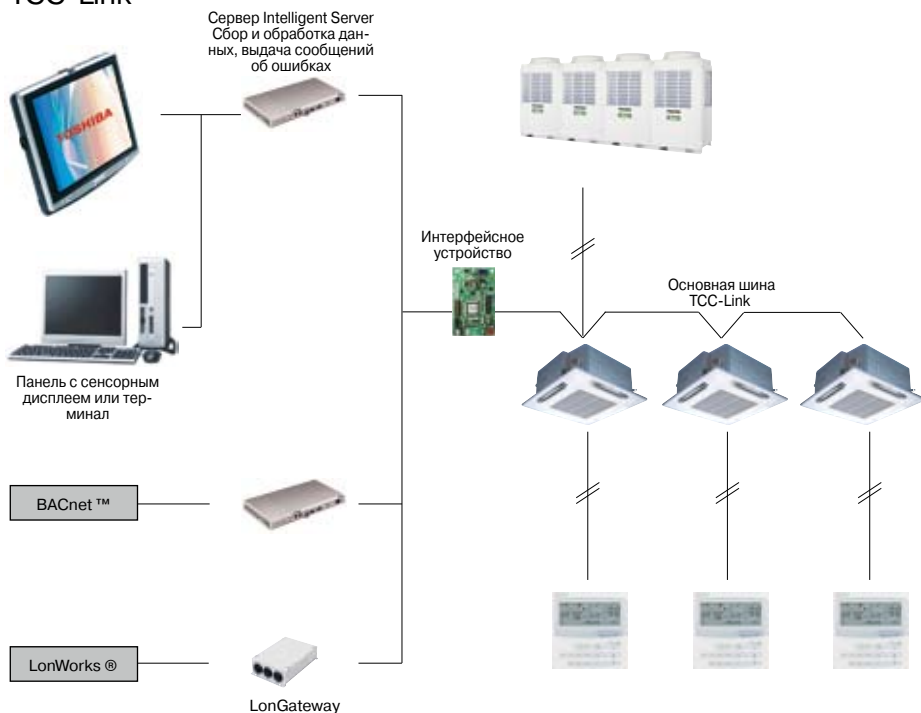 TCC-Link
Сервер Intelligent Server
Сбор и обработка дан-
ных, выдача сообщений
об ошибках
TOSHIBA
Интерфейсное
устройство
Основная шина
TCC-Link
Панель с сенсорным
дисплеем или тер-
минал
BACnet ™
LonWorks ®
LonGateway